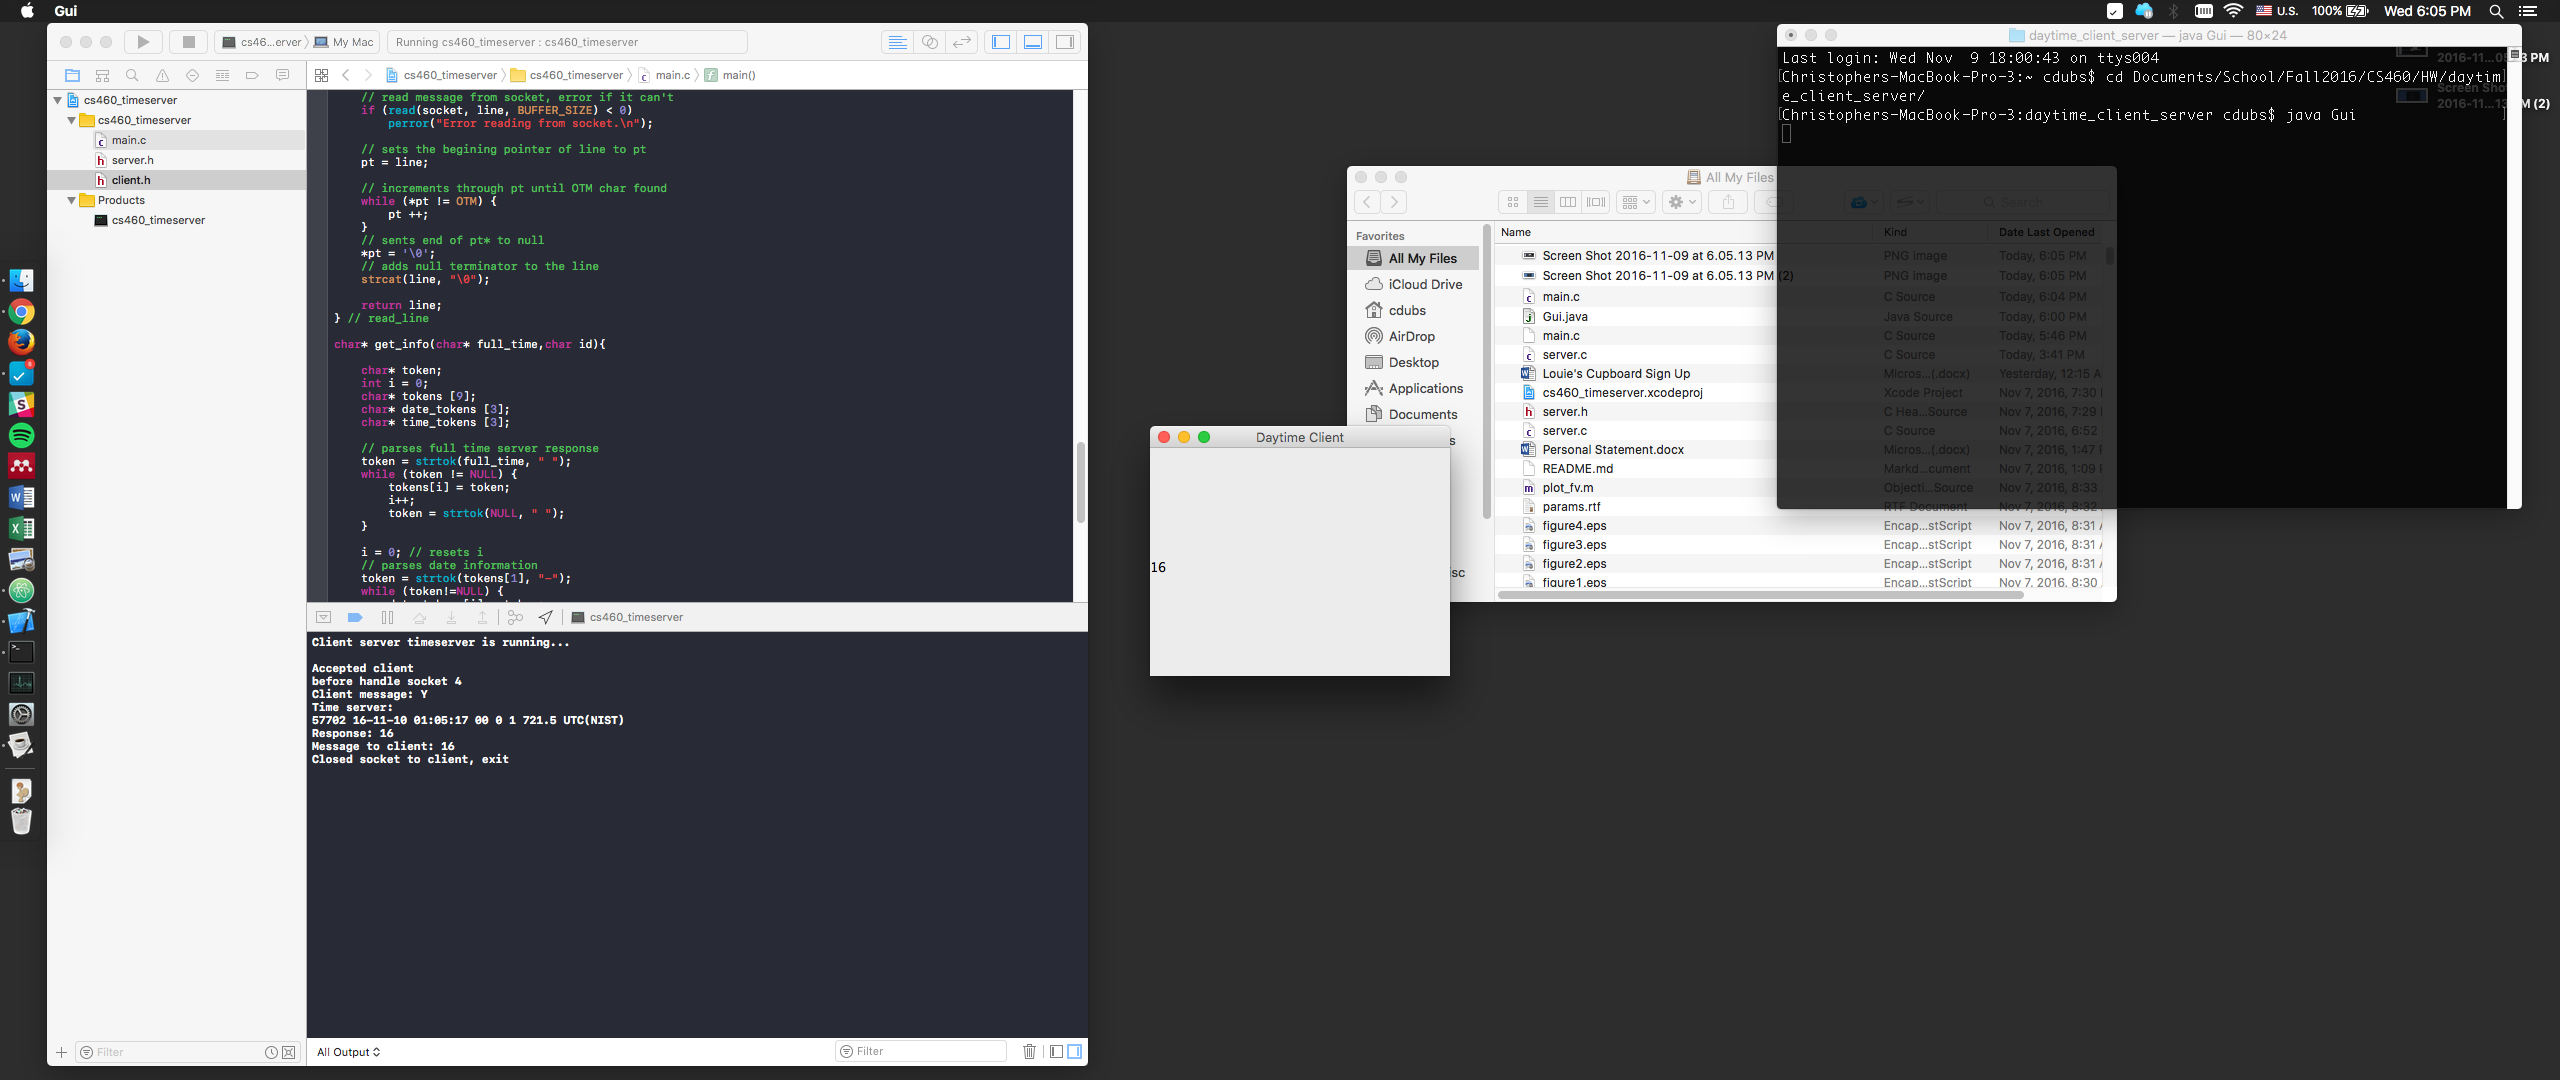 Gui
U.S. 100% Wed 6:05 PM
cs46...erver My Mac Running cs460_timeserver : cs460_timeserver
cs460_timeserver cs460_timeserver main.c main()
cs460_timeserver
cs460_timeserver
main.c
server.h
client.h
Products
cs460_timeserver
Filter
// read message from socket, error if it can't
if (read(socket, line, BUFFER_SIZE) < 0)
perror("Error reading from socket.\n");
// sets the begining pointer of line to pt
pt = line;
// increments through pt until OTM char found
while (*pt != OTM) {
pt ++;
}
// sents end of pt* to null
*pt = '\0';
// adds null terminator to the line
strcat(line, "\0");
return line;
} // read_line
char* get_info(char* full_time,char id){
char* token;
int i = 0;
char* tokens [9];
char* date_tokens [3];
char* time_tokens [3];
// parses full time server response
token = strtok(full_time, " ");
while (token != NULL) {
tokens[i] = token;
i++;
token = strtok(NULL, " ");
}
i = 0; // resets i
// parses date information
token = strtok(tokens[1], "-");
while (token!=NULL) {
cs460_timeserver
Client server timeserver is running...
Accepted client
before handle socket 4
Client message: Y
Time server:
57702 16-11-10 01:05:17 00 0 1 721.5 UTC(NIST)
Response: 16
Message to client: 16
Closed socket to client, exit
All Output
Filter
Daytime Client
16
All My Files
Search
Favorites
All My Files
iCloud Drive
cdubs
AirDrop
Desktop
Applications
Documents
s
isc
Name Kind Date Last Opened
Screen Shot 2016-11-09 at 6.05.13 PM PNG image Today, 6:05 PM
Screen Shot 2016-11-09 at 6.05.13 PM (2) PNG image Today, 6:05 PM
main.c C Source Today, 6:04 PM
Gui.java Java Source Today, 6:00 PM
main.c C Source Today, 5:46 PM
server.c C Source Today, 3:41 PM
Louie's Cupboard Sign Up Micros...(.docx) Yesterday, 12:15 A
cs460_timeserver.xcodeproj Xcode Project Nov 7, 2016, 7:30
server.h C Hea...Source Nov 7, 2016, 7:29
server.c C Source Nov 7, 2016, 6:52
Personal Statement.docx Micros...(.docx) Nov 7, 2016, 1:47
README.md Markd...cument Nov 7, 2016, 1:09
plot_fv.m Objecti...Source Nov 7, 2016, 8:33
params.rtf RTF Document Nov 7, 2016, 8:32
figure4.eps Encap...stScript Nov 7, 2016, 8:31
figure3.eps Encap...stScript Nov 7, 2016, 8:31
figure2.eps Encap...stScript Nov 7, 2016, 8:31
figure1.eps Encap...stScript Nov 7, 2016, 8:30
daytime_client_server — java Gui — 80×24
Last login: Wed Nov  9 18:00:43 on ttys004
[Christophers-MacBook-Pro-3:~ cdubs$ cd Documents/School/Fall2016/CS460/HW/daytim]
e_client_server/
[Christophers-MacBook-Pro-3:daytime_client_server cdubs$ java Gui ]
2016-11...05 3 PM
Screen Sho
2016-11...13 M (2)